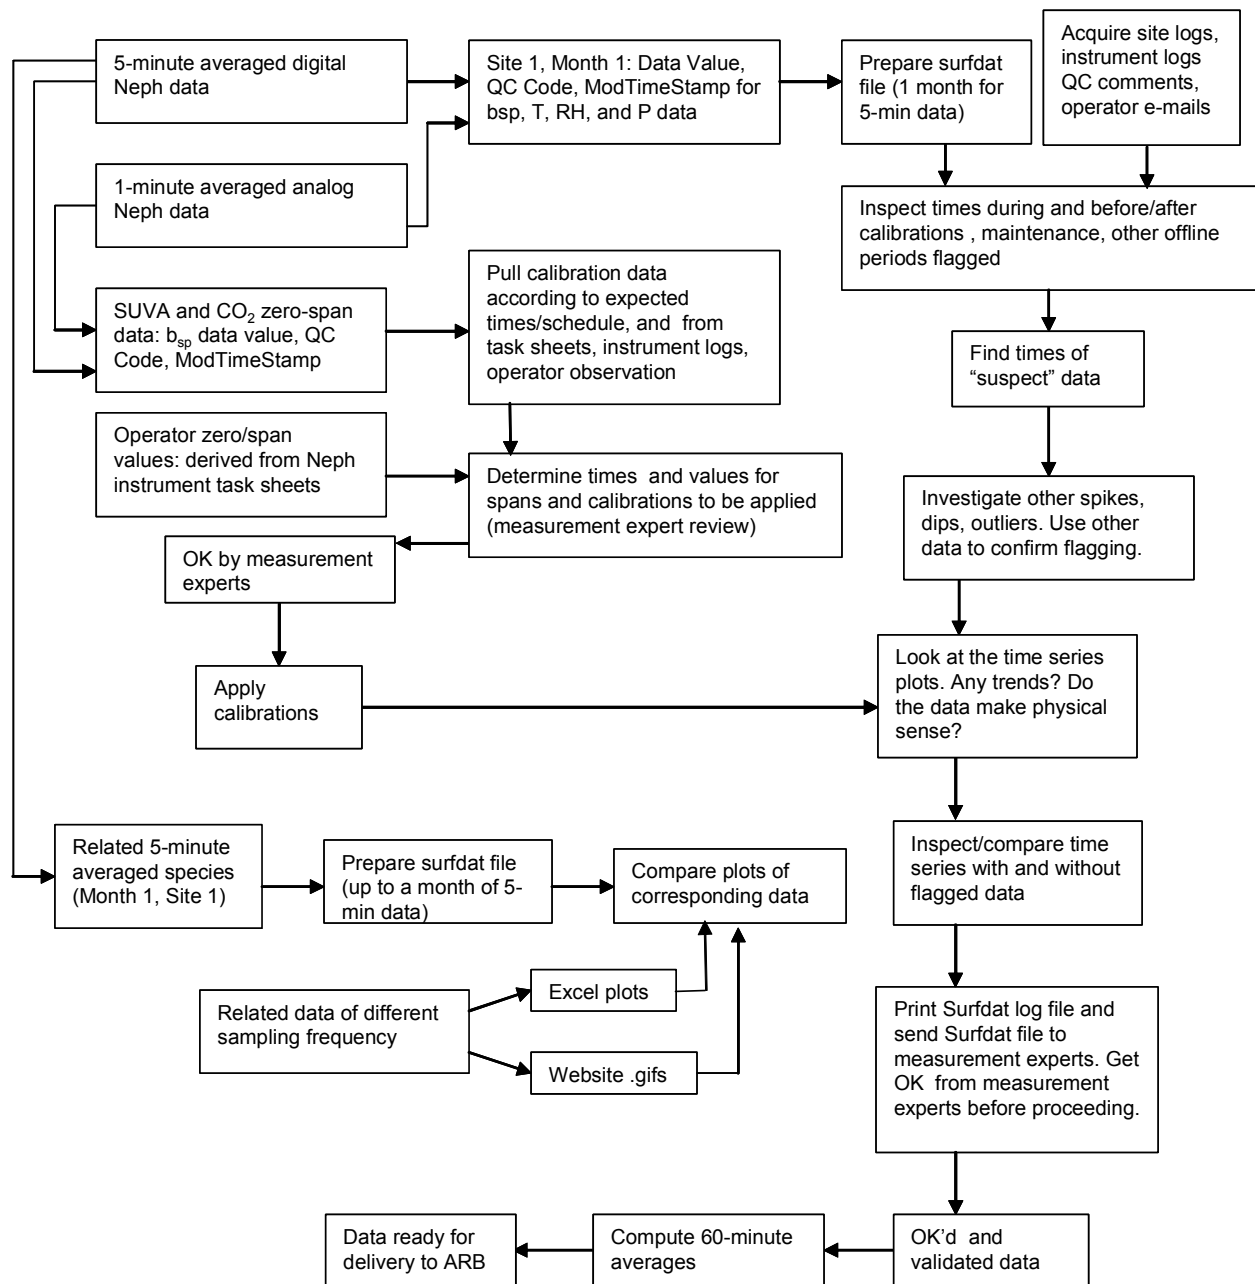 5-minute averaged digital
Neph data
Site 1, Month 1: Data Value,
QC Code, ModTimeStamp for
bsp, T, RH, and P data
Prepare surfdat
file (1 month for
5-min data)
Acquire site logs,
instrument logs
QC comments,
operator e-mails
1-minute averaged analog
Neph data
Inspect times during and before/after
calibrations , maintenance, other offline
periods flagged
SUVA and CO₂ zero-span
data: bsp data value, QC
Code, ModTimeStamp
Pull calibration data
according to expected
times/schedule, and from
task sheets, instrument logs,
operator observation
Find times of
“suspect” data
Operator zero/span
values: derived from Neph
instrument task sheets
Determine times and values for
spans and calibrations to be applied
(measurement expert review)
Investigate other spikes,
dips, outliers. Use other
data to confirm flagging.
OK by measurement
experts
Apply
calibrations
Look at the time series
plots. Any trends? Do
the data make physical
sense?
Related 5-minute
averaged species
(Month 1, Site 1)
Prepare surfdat file
(up to a month of 5-
min data)
Compare plots of
corresponding data
Inspect/compare time
series with and without
flagged data
Related data of different
sampling frequency
Excel plots
Website .gifs
Print Surfdat log file and
send Surfdat file to
measurement experts. Get
OK from measurement
experts before proceeding.
Data ready for
delivery to ARB
Compute 60-minute
averages
OK’d and
validated data